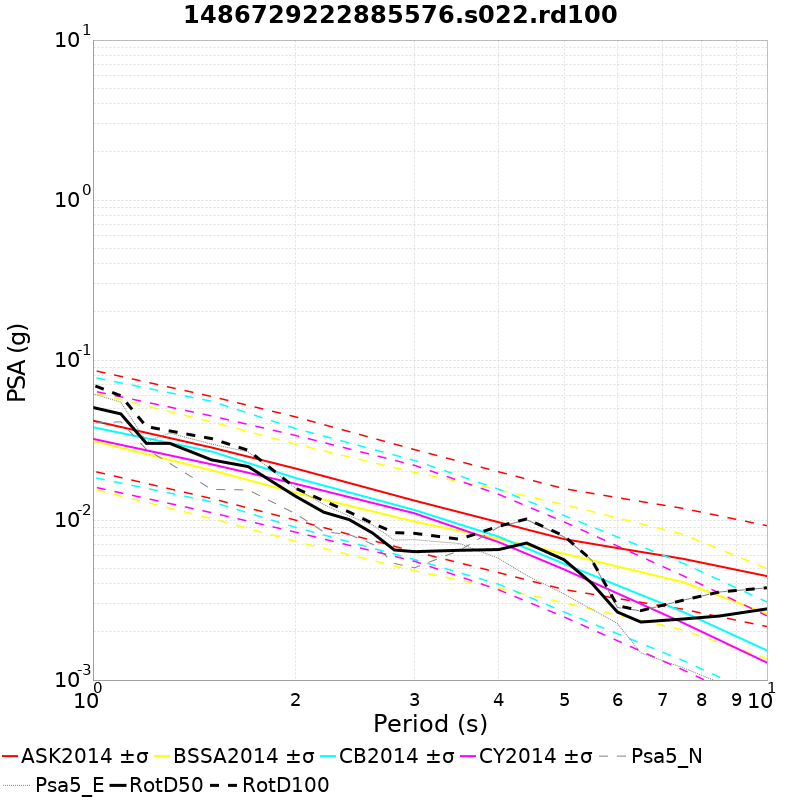 1486729222885576.s022.rd100
10^1
10^0
10^-1
10^-2
10^-3
PSA (g)
10^0 2 3 4 5 6 7 8 9 10^1
Period (s)
ASK2014 ±σ BSSA2014 ±σ CB2014 ±σ CY2014 ±σ Psa5_N
Psa5_E RotD50 RotD100